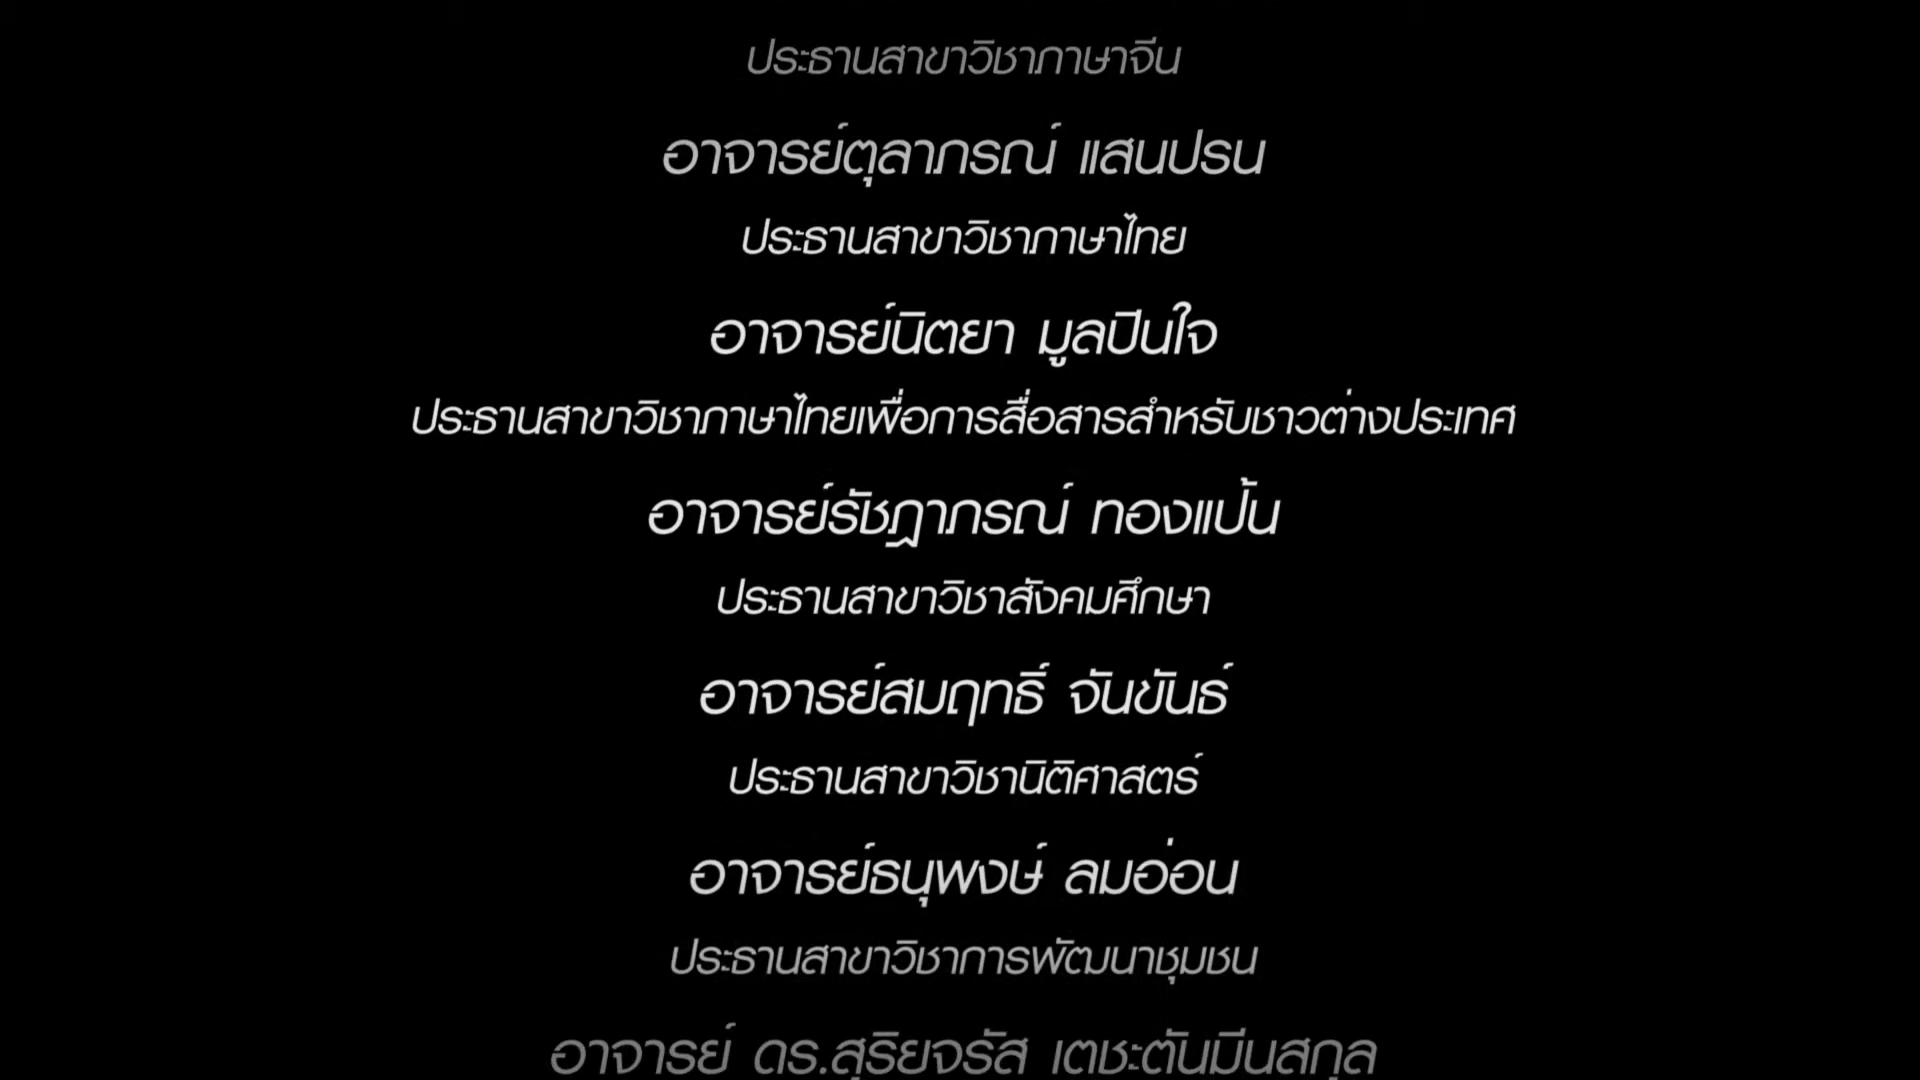 ประธานสาขาวิชาภาษาจีน
อาจารย์ตุลาภรณ์ แสนปรน
ประธานสาขาวิชาภาษาไทย
อาจารย์นิตยา มูลปินใจ
ประธานสาขาวิชาภาษาไทยเพื่อการสื่อสารสำหรับชาวต่างประเทศ
อาจารย์รัชฎาภรณ์ ทองแป้น
ประธานสาขาวิชาสังคมศึกษา
อาจารย์สมฤทธิ์ จันขันธ์
ประธานสาขาวิชานิติศาสตร์
อาจารย์ธนุพงษ์ ลมอ่อน
ประธานสาขาวิชาการพัฒนาชุมชน
อาจารย์ ดร.สุริยจรัส เตชะตันมีนสกุล